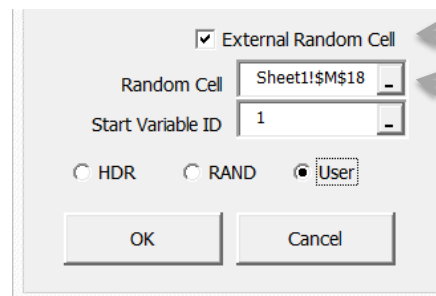 External Random Cell
Random Cell Sheet1!$M$18 _
Start Variable ID 1 _
HDR RAND User
OK Cancel